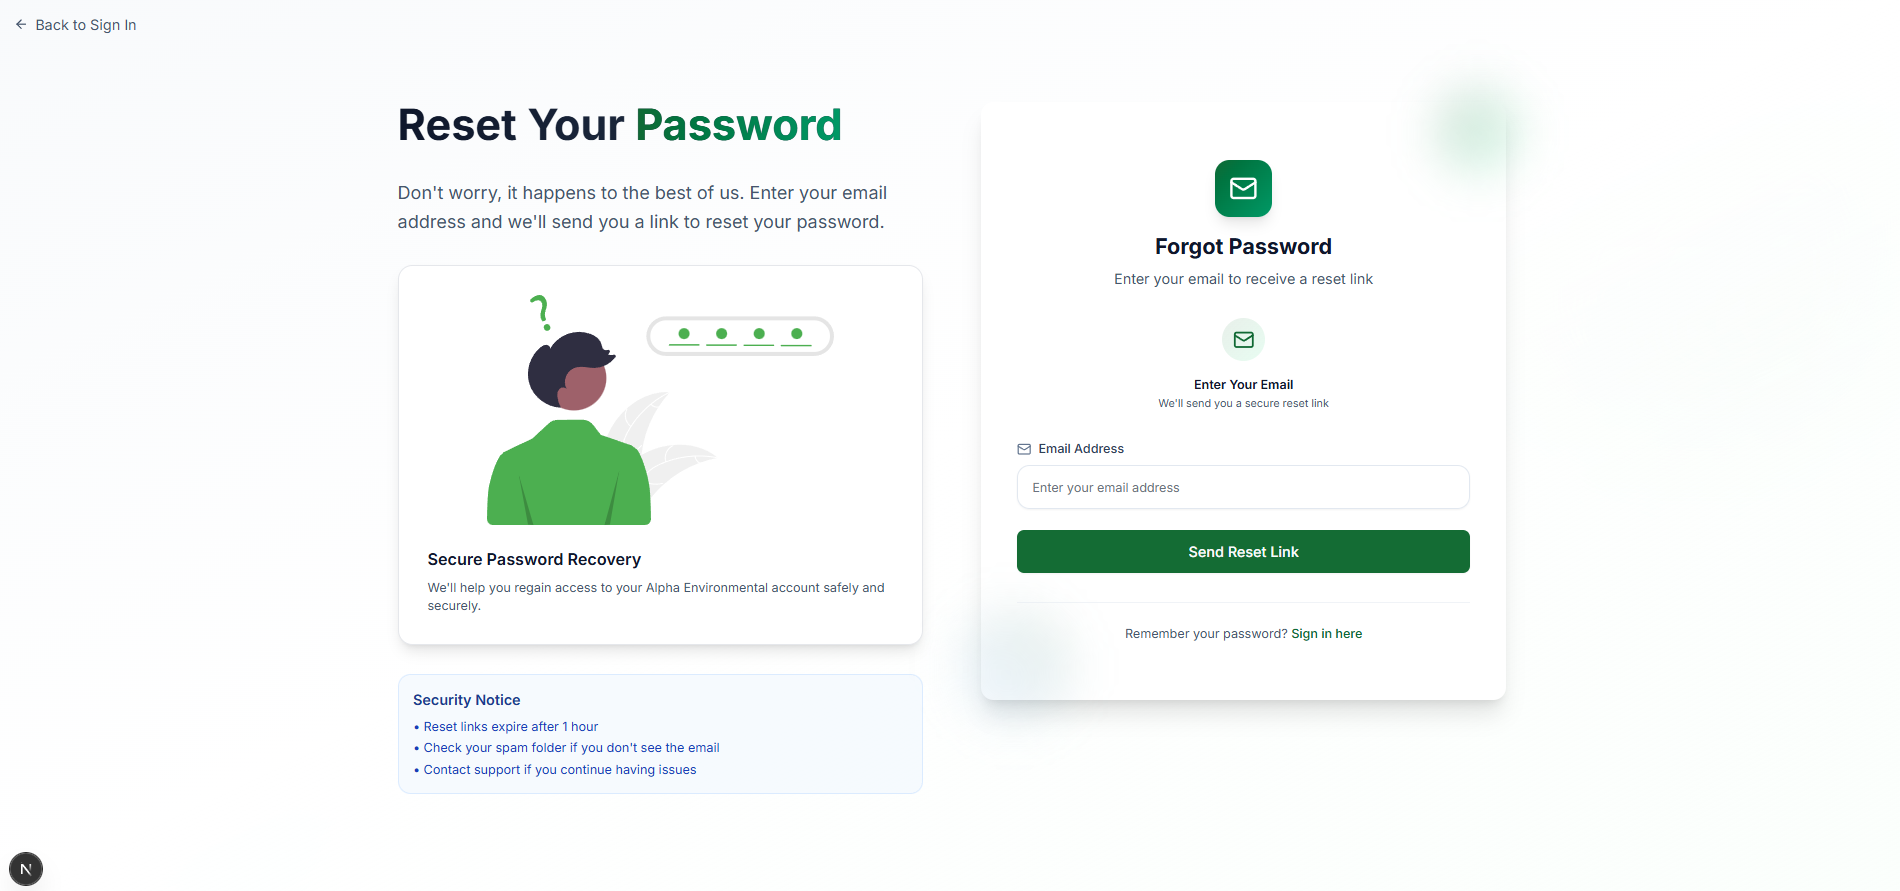 Back to Sign In
Reset Your Password
Don't worry, it happens to the best of us. Enter your email
address and we'll send you a link to reset your password.
?
Secure Password Recovery
We'll help you regain access to your Alpha Environmental account safely and
securely.
Security Notice
• Reset links expire after 1 hour
• Check your spam folder if you don't see the email
• Contact support if you continue having issues
Forgot Password
Enter your email to receive a reset link
Enter Your Email
We'll send you a secure reset link
Email Address
Enter your email address
Send Reset Link
Remember your password? Sign in here
N